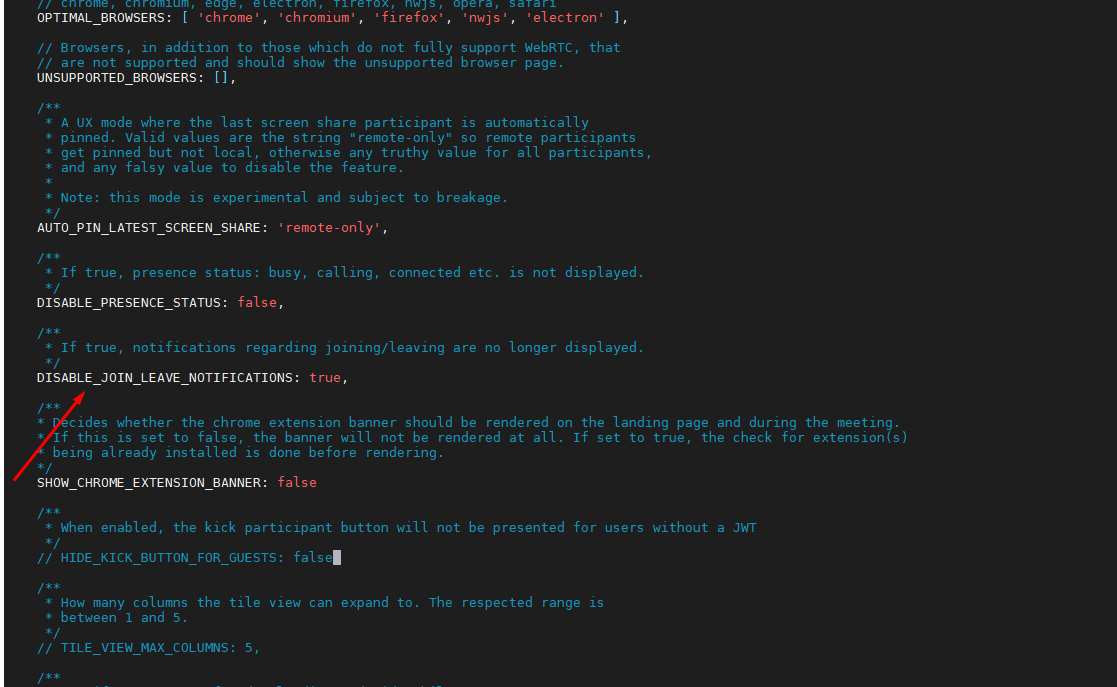 // chrome, chromium, edge, electron, firefox, nwjs, opera, safari
OPTIMAL_BROWSERS: [ 'chrome', 'chromium', 'firefox', 'nwjs', 'electron' ],
// Browsers, in addition to those which do not fully support WebRTC, that
// are not supported and should show the unsupported browser page.
UNSUPPORTED_BROWSERS: [],
/**
* A UX mode where the last screen share participant is automatically
* pinned. Valid values are the string "remote-only" so remote participants
* get pinned but not local, otherwise any truthy value for all participants,
* and any falsy value to disable the feature.
*
* Note: this mode is experimental and subject to breakage.
*/
AUTO_PIN_LATEST_SCREEN_SHARE: 'remote-only',
/**
* If true, presence status: busy, calling, connected etc. is not displayed.
*/
DISABLE_PRESENCE_STATUS: false,
/**
* If true, notifications regarding joining/leaving are no longer displayed.
*/
DISABLE_JOIN_LEAVE_NOTIFICATIONS: true,
/**
* Decides whether the chrome extension banner should be rendered on the landing page and during the meeting.
* If this is set to false, the banner will not be rendered at all. If set to true, the check for extension(s)
* being already installed is done before rendering.
*/
SHOW_CHROME_EXTENSION_BANNER: false
/**
* When enabled, the kick participant button will not be presented for users without a JWT
*/
// HIDE_KICK_BUTTON_FOR_GUESTS: false
/**
* How many columns the tile view can expand to. The respected range is
* between 1 and 5.
*/
// TILE_VIEW_MAX_COLUMNS: 5,
/**